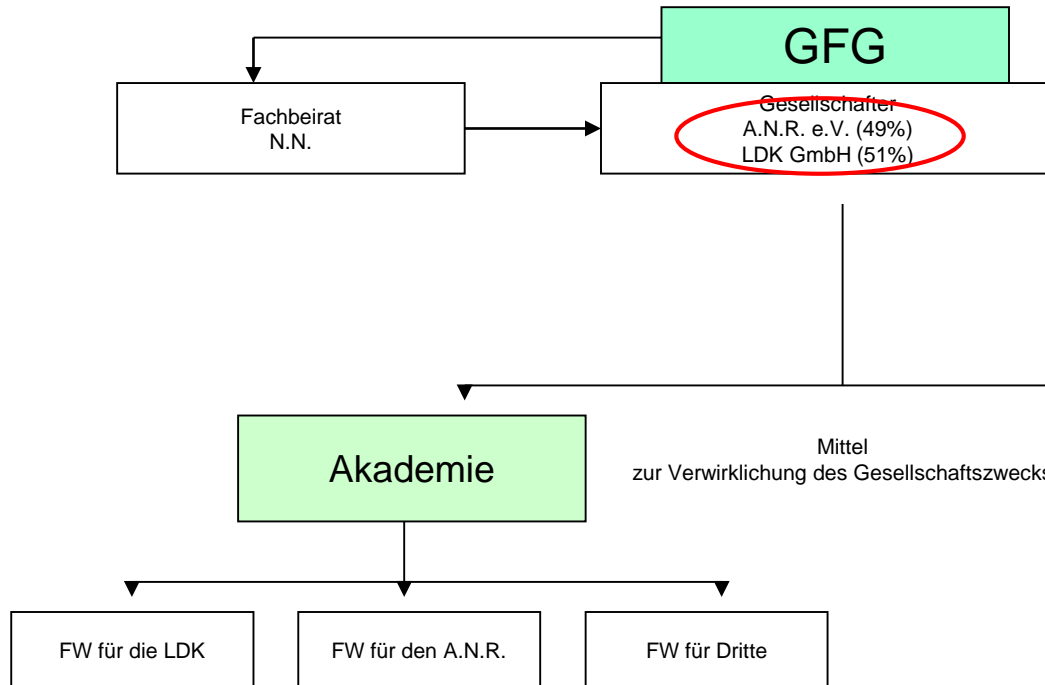 GFG
Fachbeirat
N.N.
Gesellschafter
A.N.R. e.V. (49%)
LDK GmbH (51%)
Akademie
Mittel
zur Verwirklichung des Gesellschaftszwecks
FW für die LDK
FW für den A.N.R.
FW für Dritte